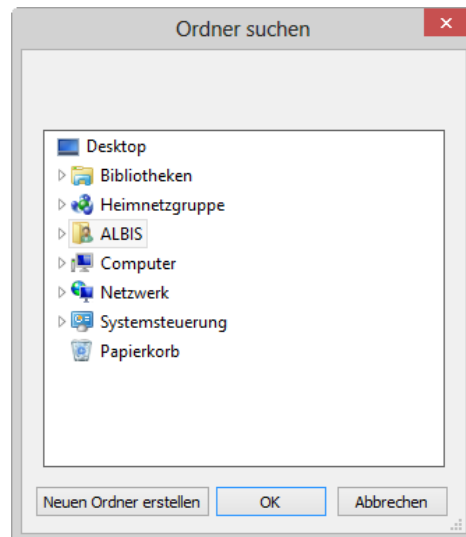 Ordner suchen
Desktop
Bibliotheken
Heimnetzgruppe
ALBIS
Computer
Netzwerk
Systemsteuerung
Papierkorb
Neuen Ordner erstellen OK Abbrechen